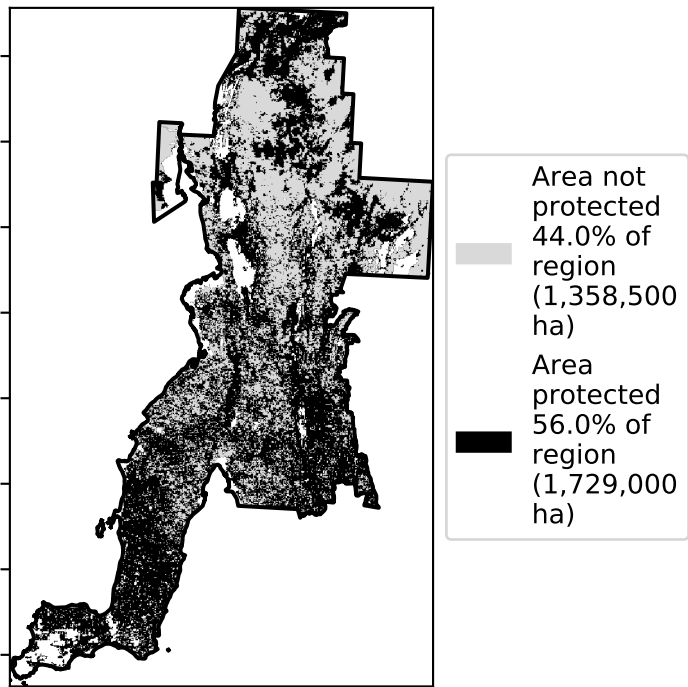 Area not
protected
44.0% of
region
(1,358,500
ha)
Area
protected
56.0% of
region
(1,729,000
ha)